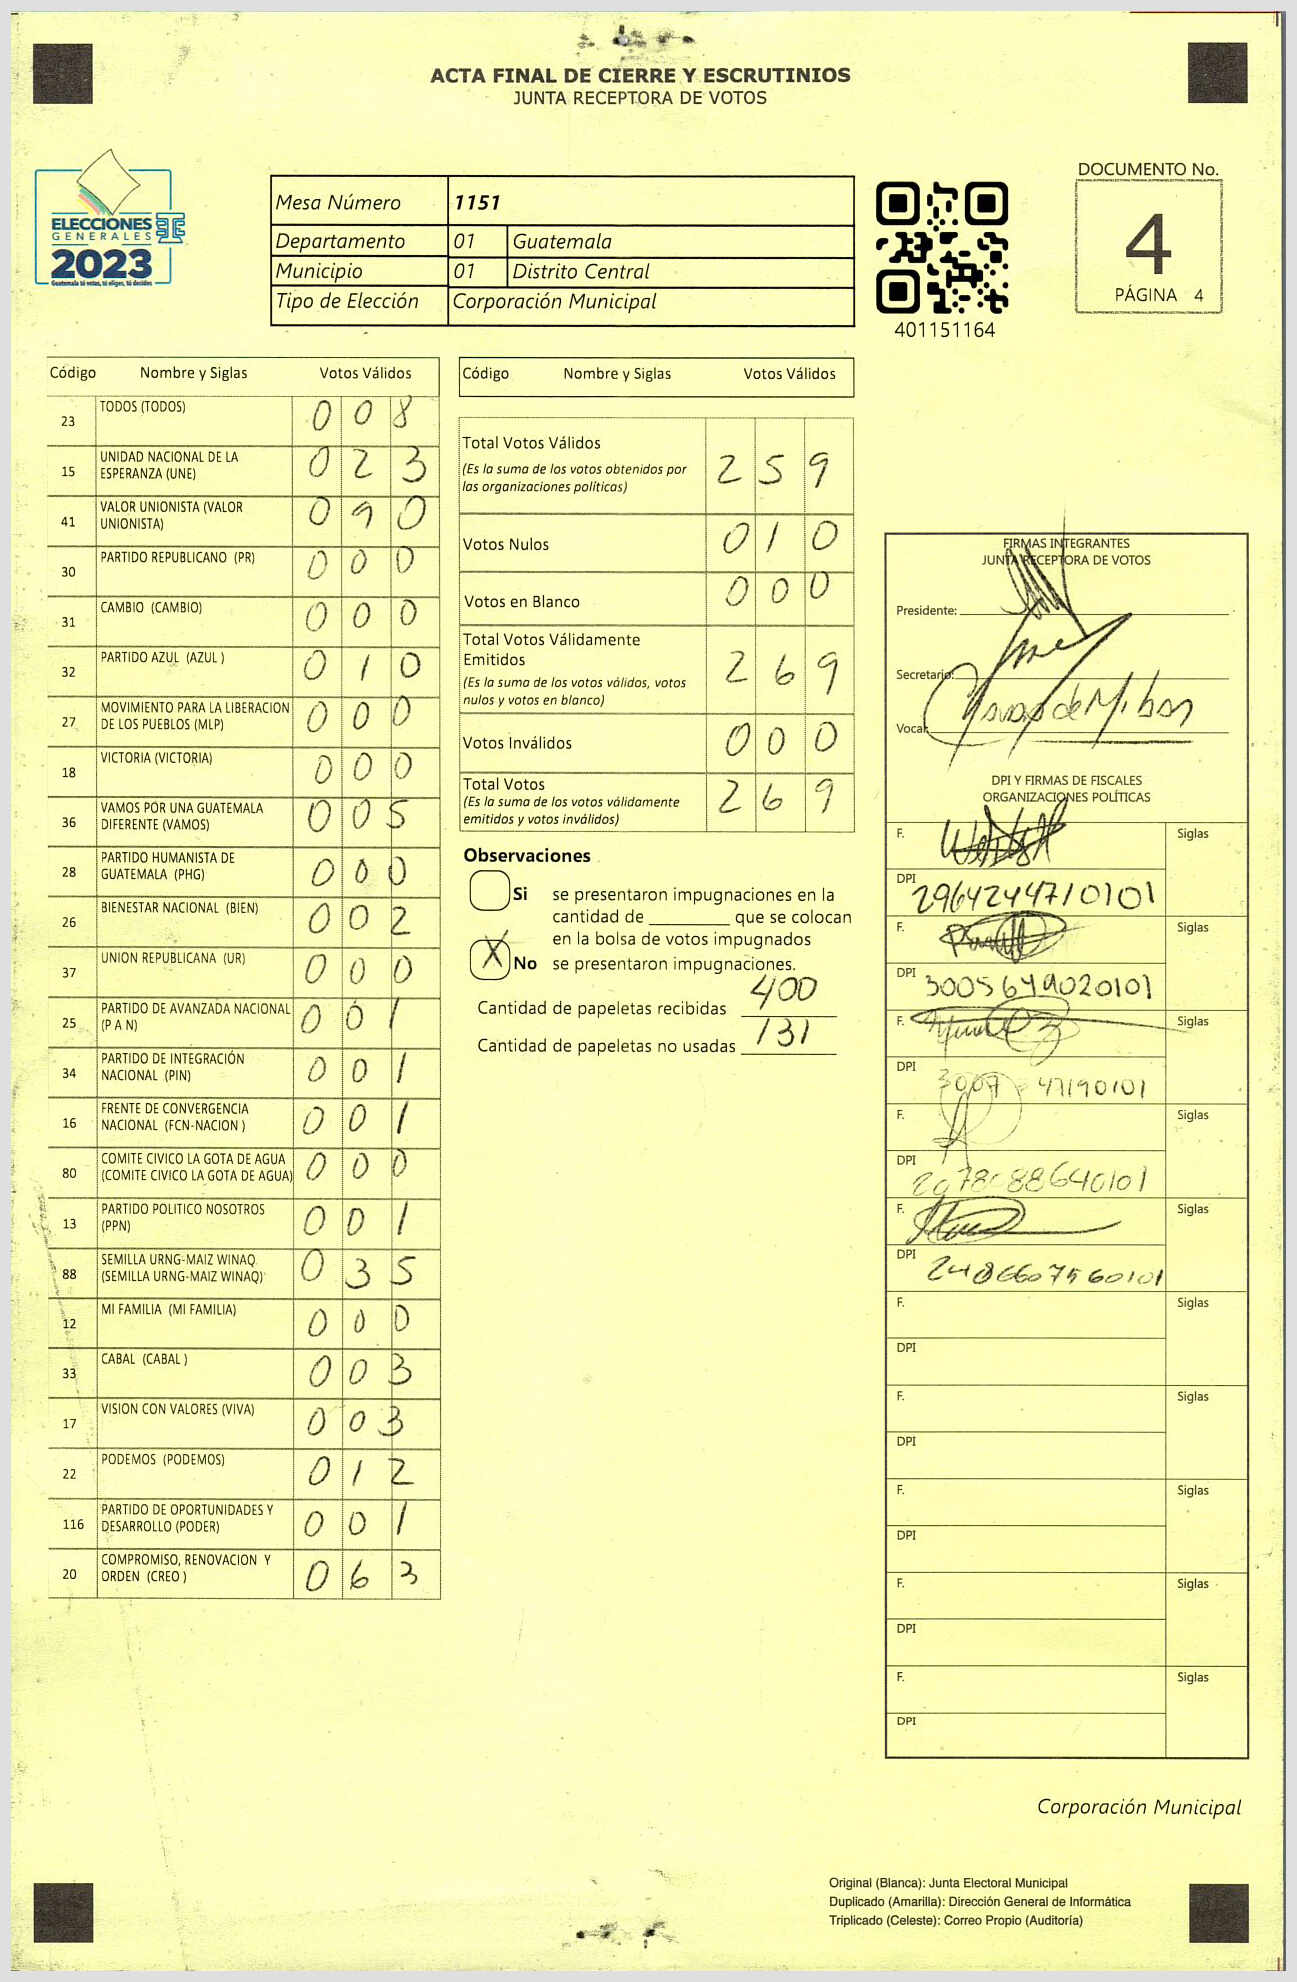 ACTA FINAL DE CIERRE Y ESCRUTINIOS
JUNTA RECEPTORA DE VOTOS
ELECCIONES
GENERALES
2023
Guatemala tú votas, tú eliges, tú decides
Mesa Número 1151
Departamento 01 Guatemala
Municipio 01 Distrito Central
Tipo de Elección Corporación Municipal
401151164
DOCUMENTO No.
4
PÁGINA 4
Código Nombre y Siglas Votos Válidos
23 TODOS (TODOS) 0 0 8
15 UNIDAD NACIONAL DE LA ESPERANZA (UNE) 0 2 3
41 VALOR UNIONISTA (VALOR UNIONISTA) 0 9 0
30 PARTIDO REPUBLICANO (PR) 0 0 0
31 CAMBIO (CAMBIO) 0 0 0
32 PARTIDO AZUL (AZUL ) 0 1 0
27 MOVIMIENTO PARA LA LIBERACION DE LOS PUEBLOS (MLP) 0 0 0
18 VICTORIA (VICTORIA) 0 0 0
36 VAMOS POR UNA GUATEMALA DIFERENTE (VAMOS) 0 0 5
28 PARTIDO HUMANISTA DE GUATEMALA (PHG) 0 0 0
26 BIENESTAR NACIONAL (BIEN) 0 0 2
37 UNION REPUBLICANA (UR) 0 0 0
25 PARTIDO DE AVANZADA NACIONAL (P A N) 0 0 1
34 PARTIDO DE INTEGRACIÓN NACIONAL (PIN) 0 0 1
16 FRENTE DE CONVERGENCIA NACIONAL (FCN-NACION ) 0 0 1
80 COMITE CIVICO LA GOTA DE AGUA (COMITE CIVICO LA GOTA DE AGUA) 0 0 0
13 PARTIDO POLITICO NOSOTROS (PPN) 0 0 1
88 SEMILLA URNG-MAIZ WINAQ (SEMILLA URNG-MAIZ WINAQ) 0 3 5
12 MI FAMILIA (MI FAMILIA) 0 0 0
33 CABAL (CABAL ) 0 0 3
17 VISION CON VALORES (VIVA) 0 0 3
22 PODEMOS (PODEMOS) 0 1 2
116 PARTIDO DE OPORTUNIDADES Y DESARROLLO (PODER) 0 0 1
20 COMPROMISO, RENOVACION Y ORDEN (CREO ) 0 6 3
Código Nombre y Siglas Votos Válidos
Total Votos Válidos 2 5 9
(Es la suma de los votos obtenidos por
las organizaciones políticas)
Votos Nulos 0 1 0
Votos en Blanco 0 0 0
Total Votos Válidamente
Emitidos 2 6 9
(Es la suma de los votos válidos, votos
nulos y votos en blanco)
Votos Inválidos 0 0 0
Total Votos 2 6 9
(Es la suma de los votos válidamente
emitidos y votos inválidos)
Observaciones
Si se presentaron impugnaciones en la
cantidad de ________ que se colocan
en la bolsa de votos impugnados
X No se presentaron impugnaciones.
Cantidad de papeletas recibidas 400
Cantidad de papeletas no usadas 131
FIRMAS INTEGRANTES
JUNTA RECEPTORA DE VOTOS
Presidente:
Secretario:
Vocal:
DPI Y FIRMAS DE FISCALES
ORGANIZACIONES POLÍTICAS
F. Siglas
DPI 2964244710101
F. Siglas
DPI 3005649020101
F. Siglas
DPI
F. Siglas
DPI
F. Siglas
DPI 2486607560101
F. Siglas
DPI
F. Siglas
DPI
F. Siglas
DPI
F. Siglas
DPI
F. Siglas
DPI
Corporación Municipal
Original (Blanca): Junta Electoral Municipal
Duplicado (Amarilla): Dirección General de Informática
Triplicado (Celeste): Correo Propio (Auditoría)